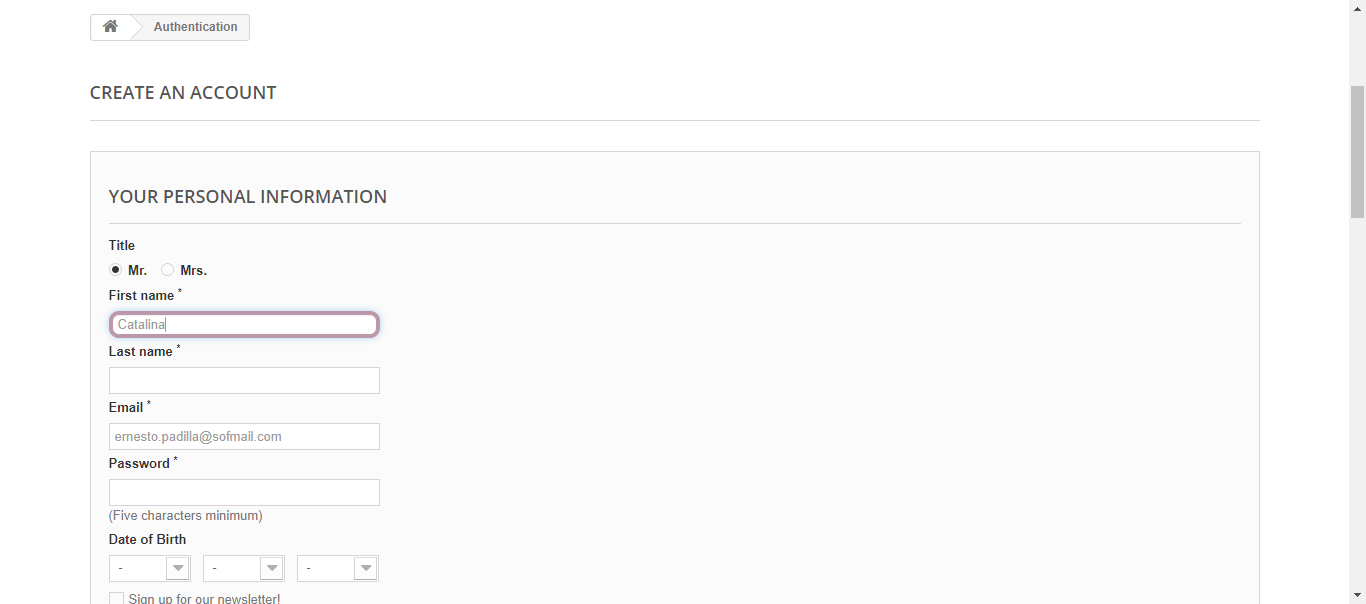 Authentication
CREATE AN ACCOUNT
YOUR PERSONAL INFORMATION
Title
Mr. Mrs.
First name *
Catalina
Last name *
Email *
ernesto.padilla@sofmail.com
Password *
(Five characters minimum)
Date of Birth
- - -
Sign up for our newsletter!